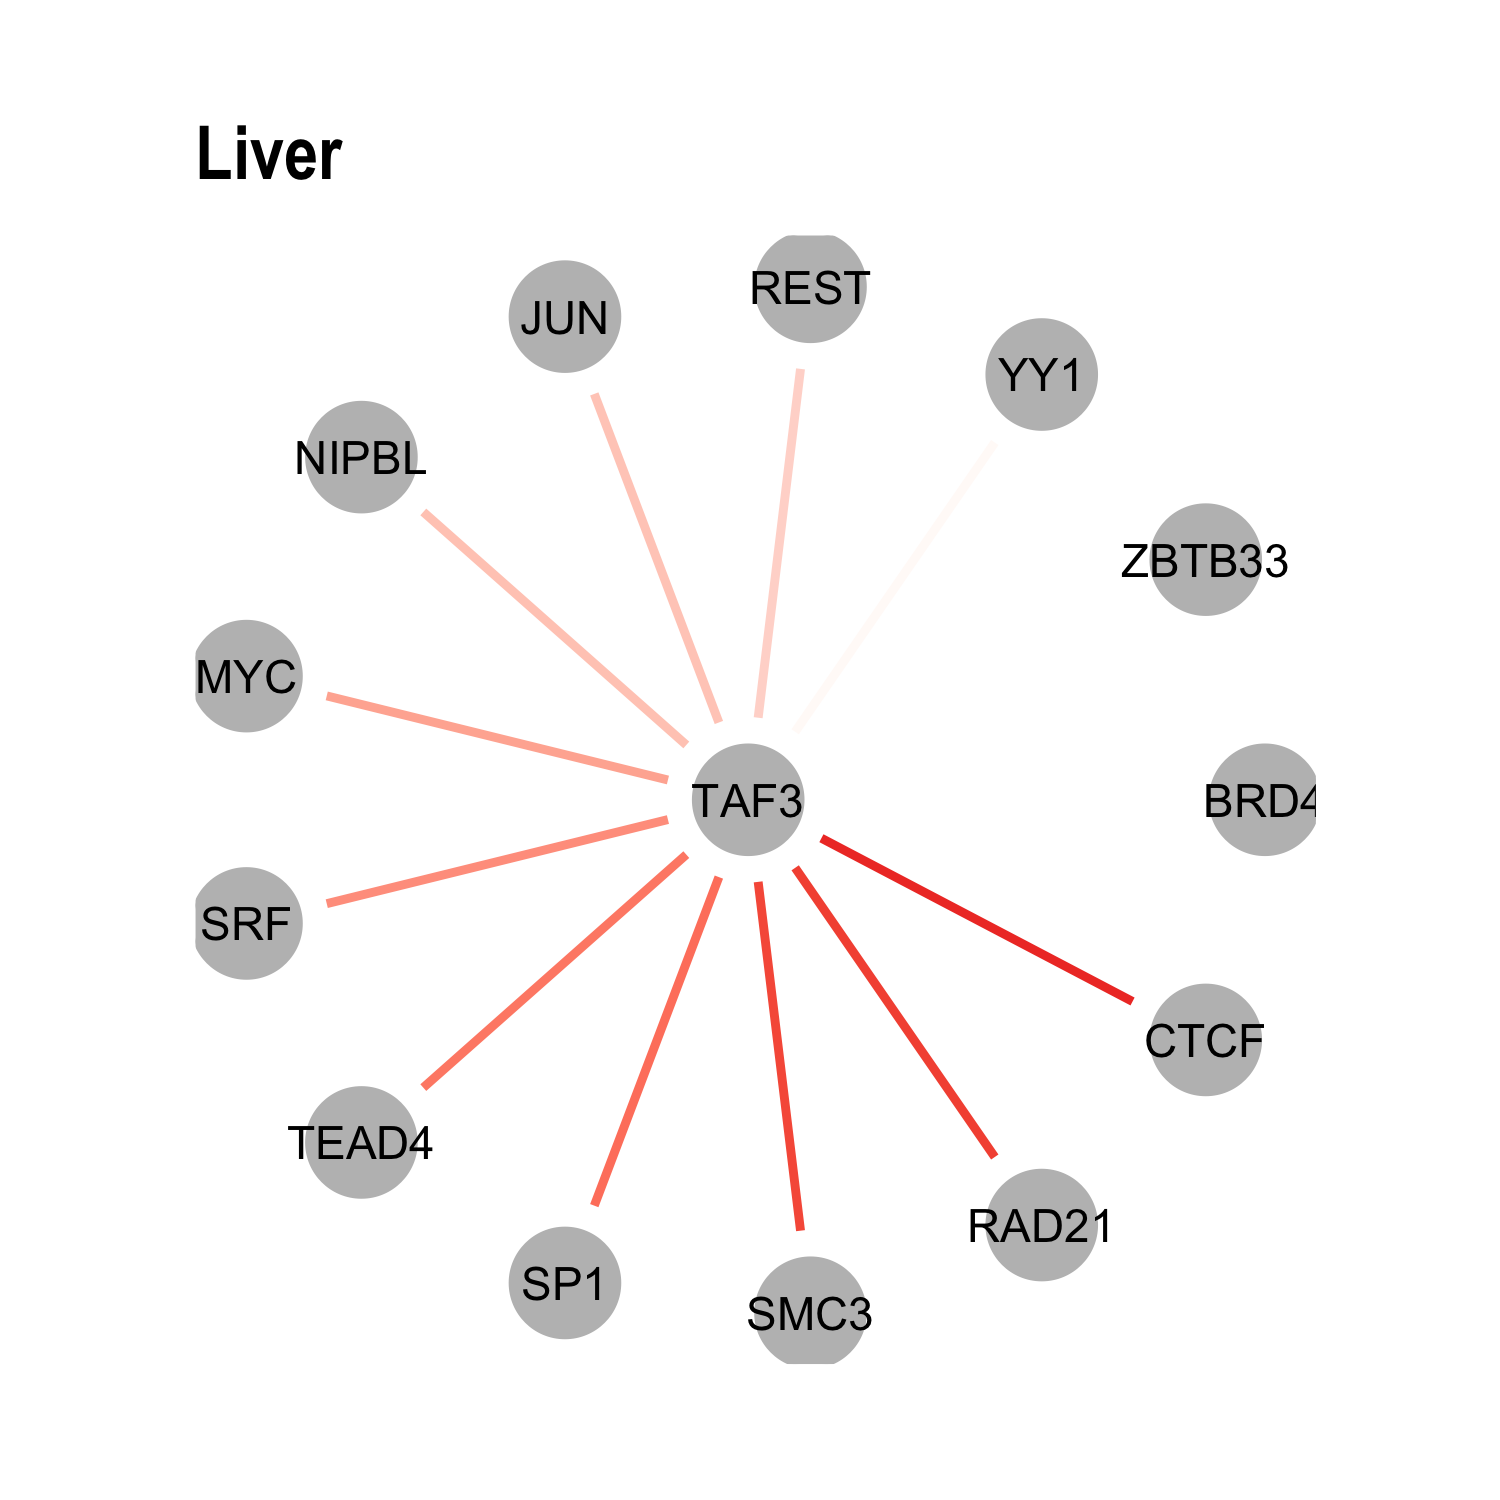 Liver
REST
JUN
YY1
NIPBL
ZBTB33
MYC
TAF3
BRD4
SRF
CTCF
TEAD4
RAD21
SP1
SMC3